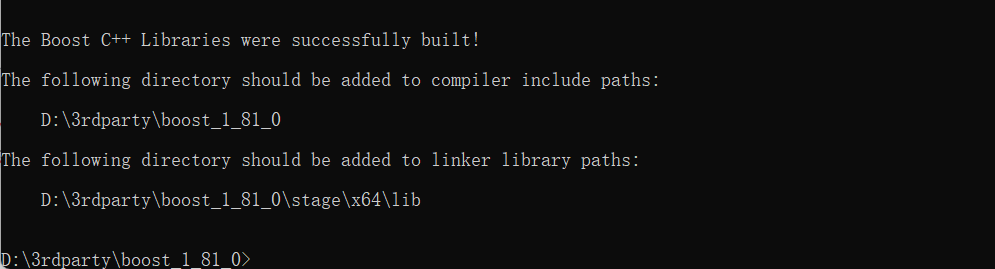 The Boost C++ Libraries were successfully built!
The following directory should be added to compiler include paths:
D:\3rdparty\boost_1_81_0
The following directory should be added to linker library paths:
D:\3rdparty\boost_1_81_0\stage\x64\lib
D:\3rdparty\boost_1_81_0>